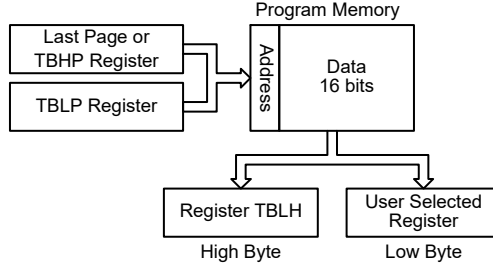 Program Memory
Last Page or
TBHP Register
TBLP Register
Address
Data
16 bits
Register TBLH
User Selected
Register
High Byte
Low Byte